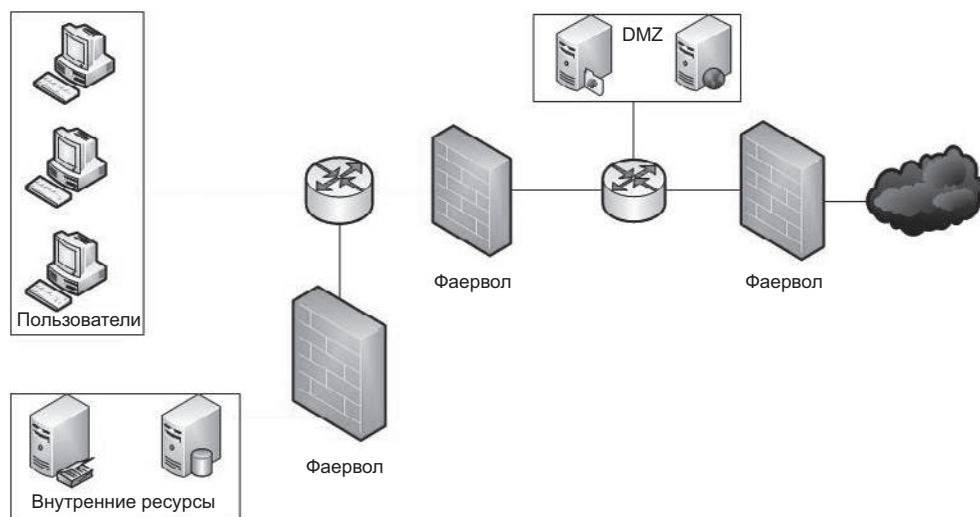 DMZ
Фаервол
Фаервол
Пользователи
Фаервол
Внутренние ресурсы